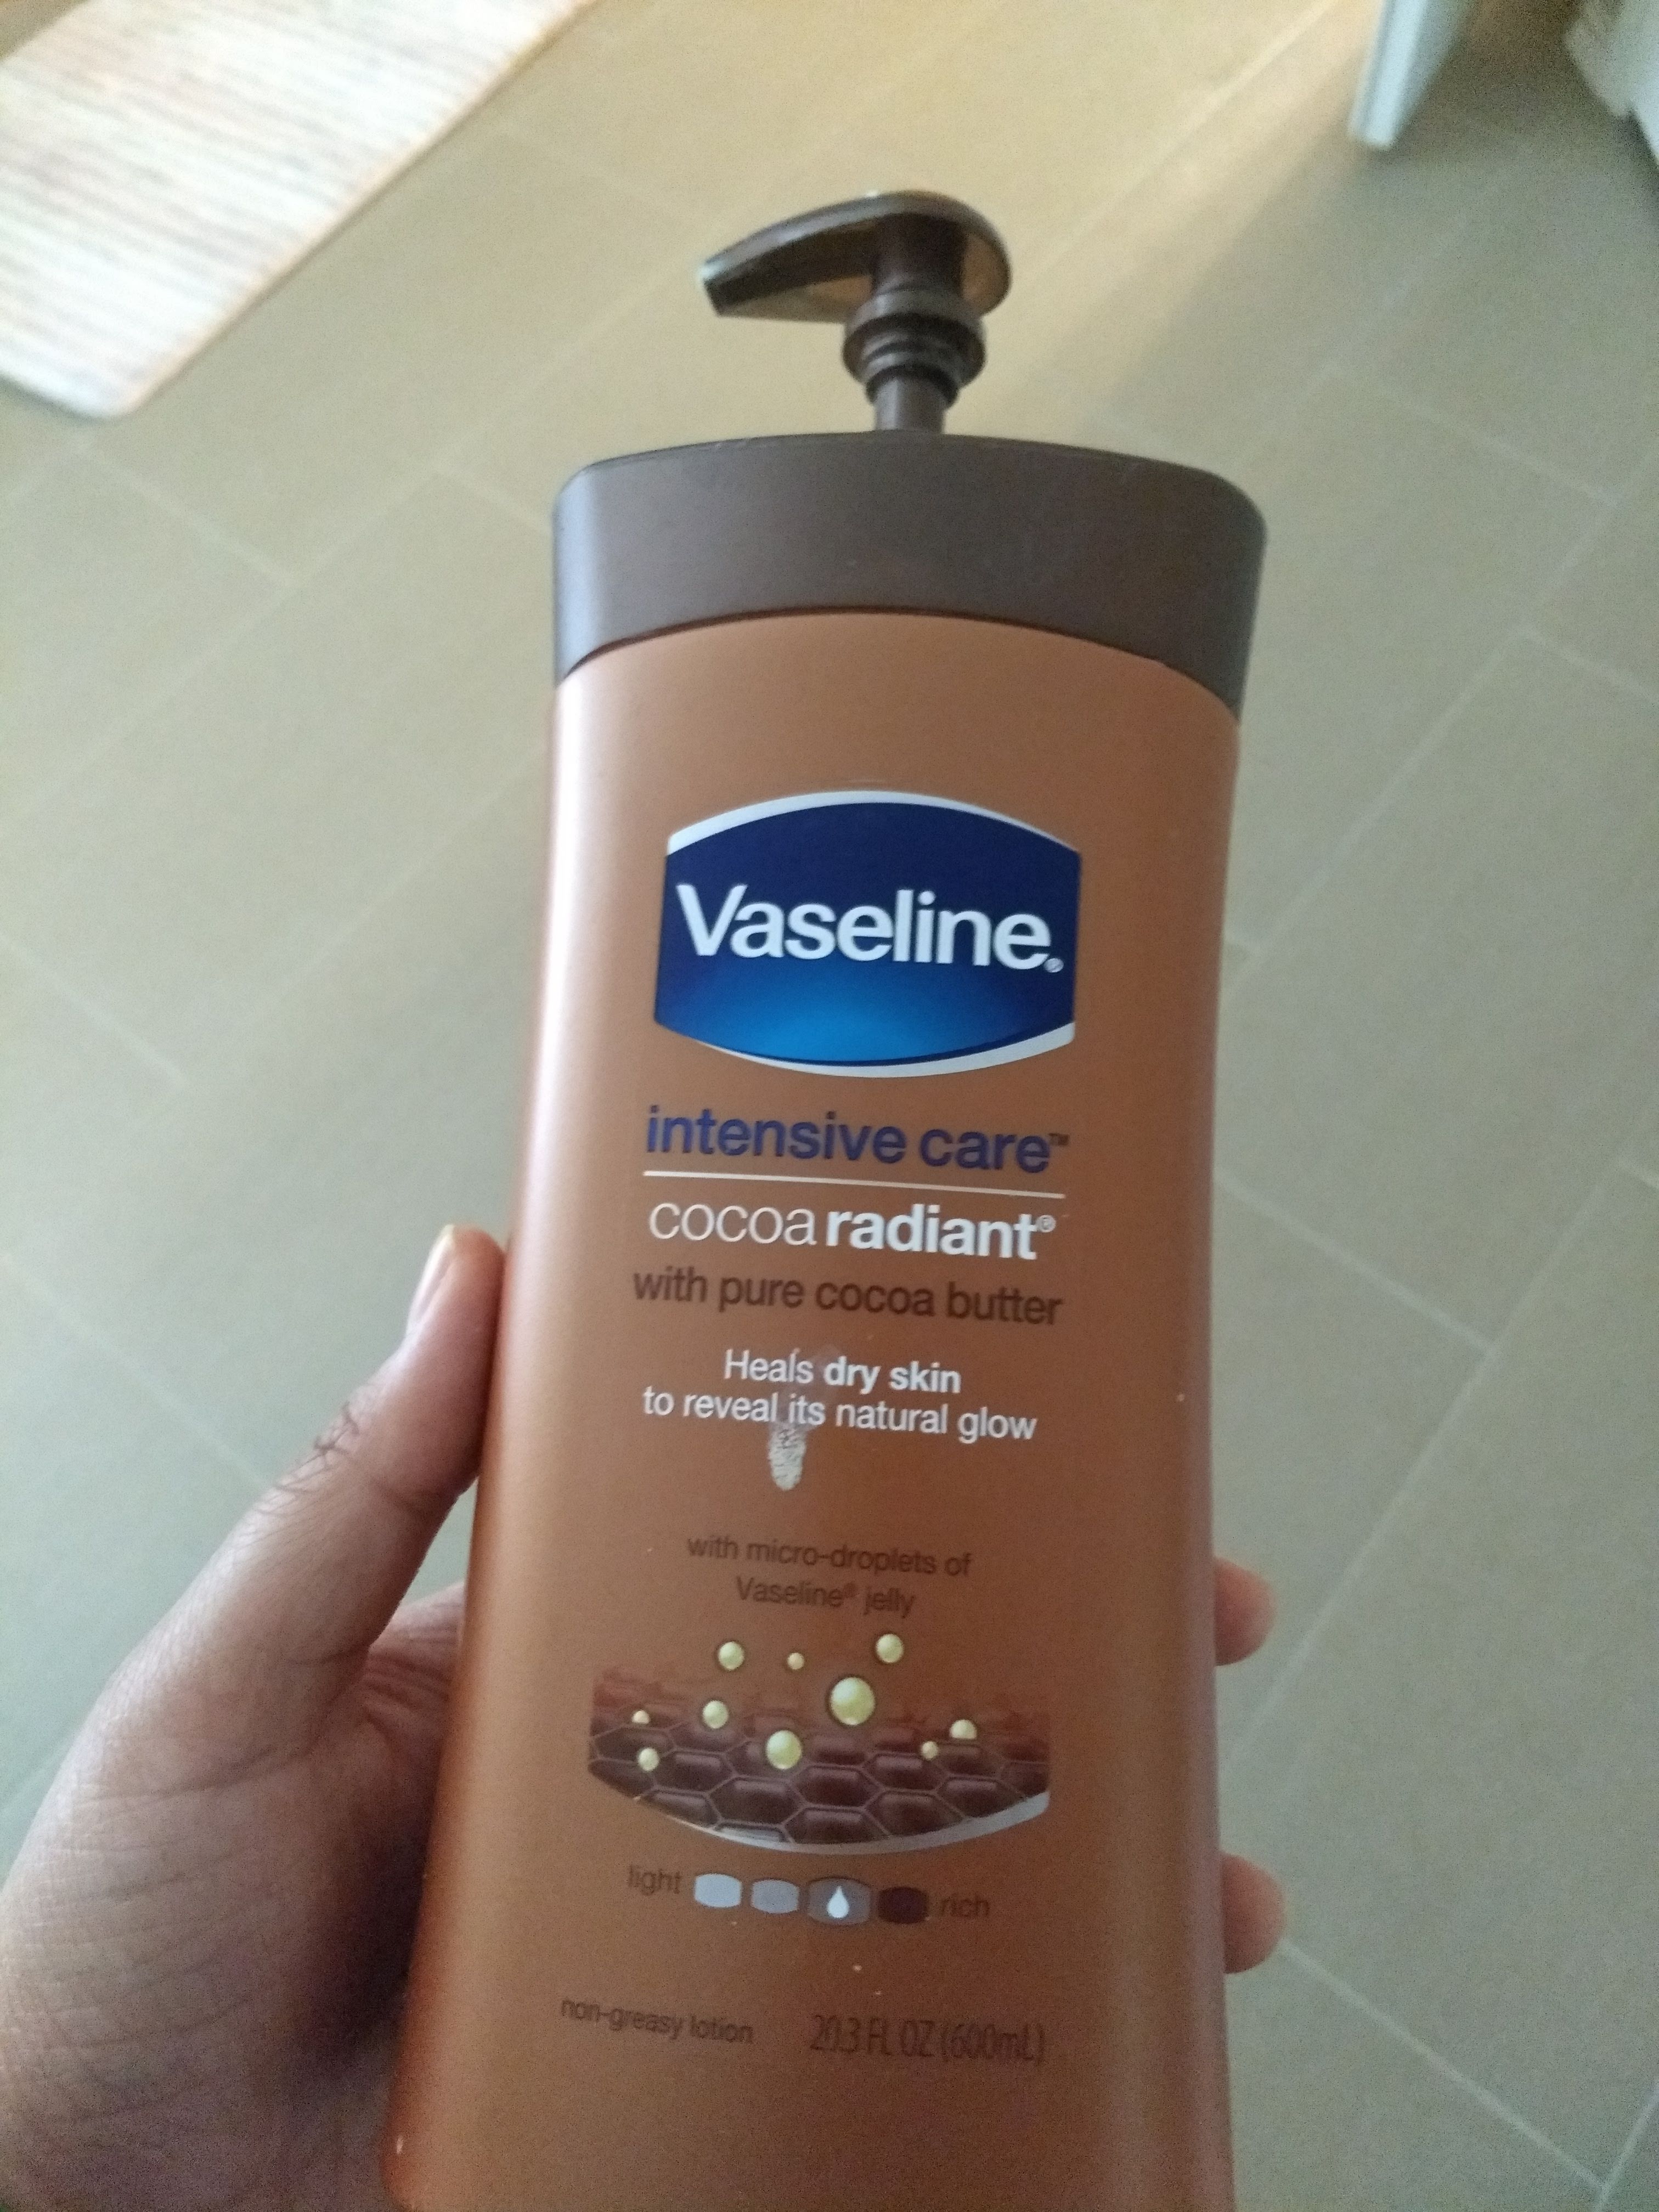 Vaseline®
intensive care™
cocoa radiant®
with pure cocoa butter
Heals dry skin
to reveal its natural glow
with micro-droplets of
Vaseline® jelly
light rich
non-greasy lotion 20.3 FL OZ (600mL)